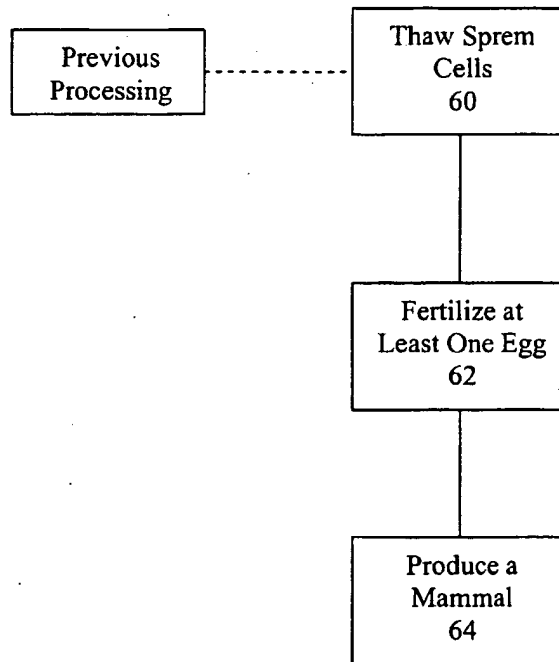 Previous
Processing
Thaw Sprem
Cells
60
Fertilize at
Least One Egg
62
Produce a
Mammal
64